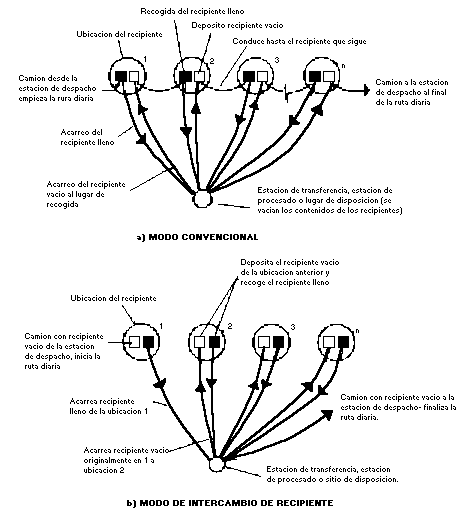 Recogida del recipiente lleno
Deposito recipiente vacio
Ubicacion del recipiente
Conduce hasta el recipiente que sigue
1
2
3
n
Camion desde la
estacion de despacho
empieza la ruta diaria
Camion a la estacion
de despacho al final
de la ruta diaria
Acarreo del
recipiente lleno
Acarreo del recipiente
vacio al lugar de
recogida
Estacion de transferencia, estacion de
procesado o lugar de disposicion (se
vacian los contenidos de los recipientes)
a) MODO CONVENCIONAL
Deposita el recipiente vacio
de la ubicacion anterior y
recoge el recipiente lleno
Ubicacion del recipiente
1
2
3
n
Camion con recipiente
vacio de la estacion
de despacho, inicia la
ruta diaria
Acarrea recipiente
lleno de la ubicacion 1
Camion con recipiente vacio a la
estacion de despacho- finaliza la
ruta diaria.
Acarrea recipiente vacio
originalmente en 1 a
ubicacion 2
Estacion de transferencia, estacion
de procesado o sitio de disposicion.
b) MODO DE INTERCAMBIO DE RECIPIENTE